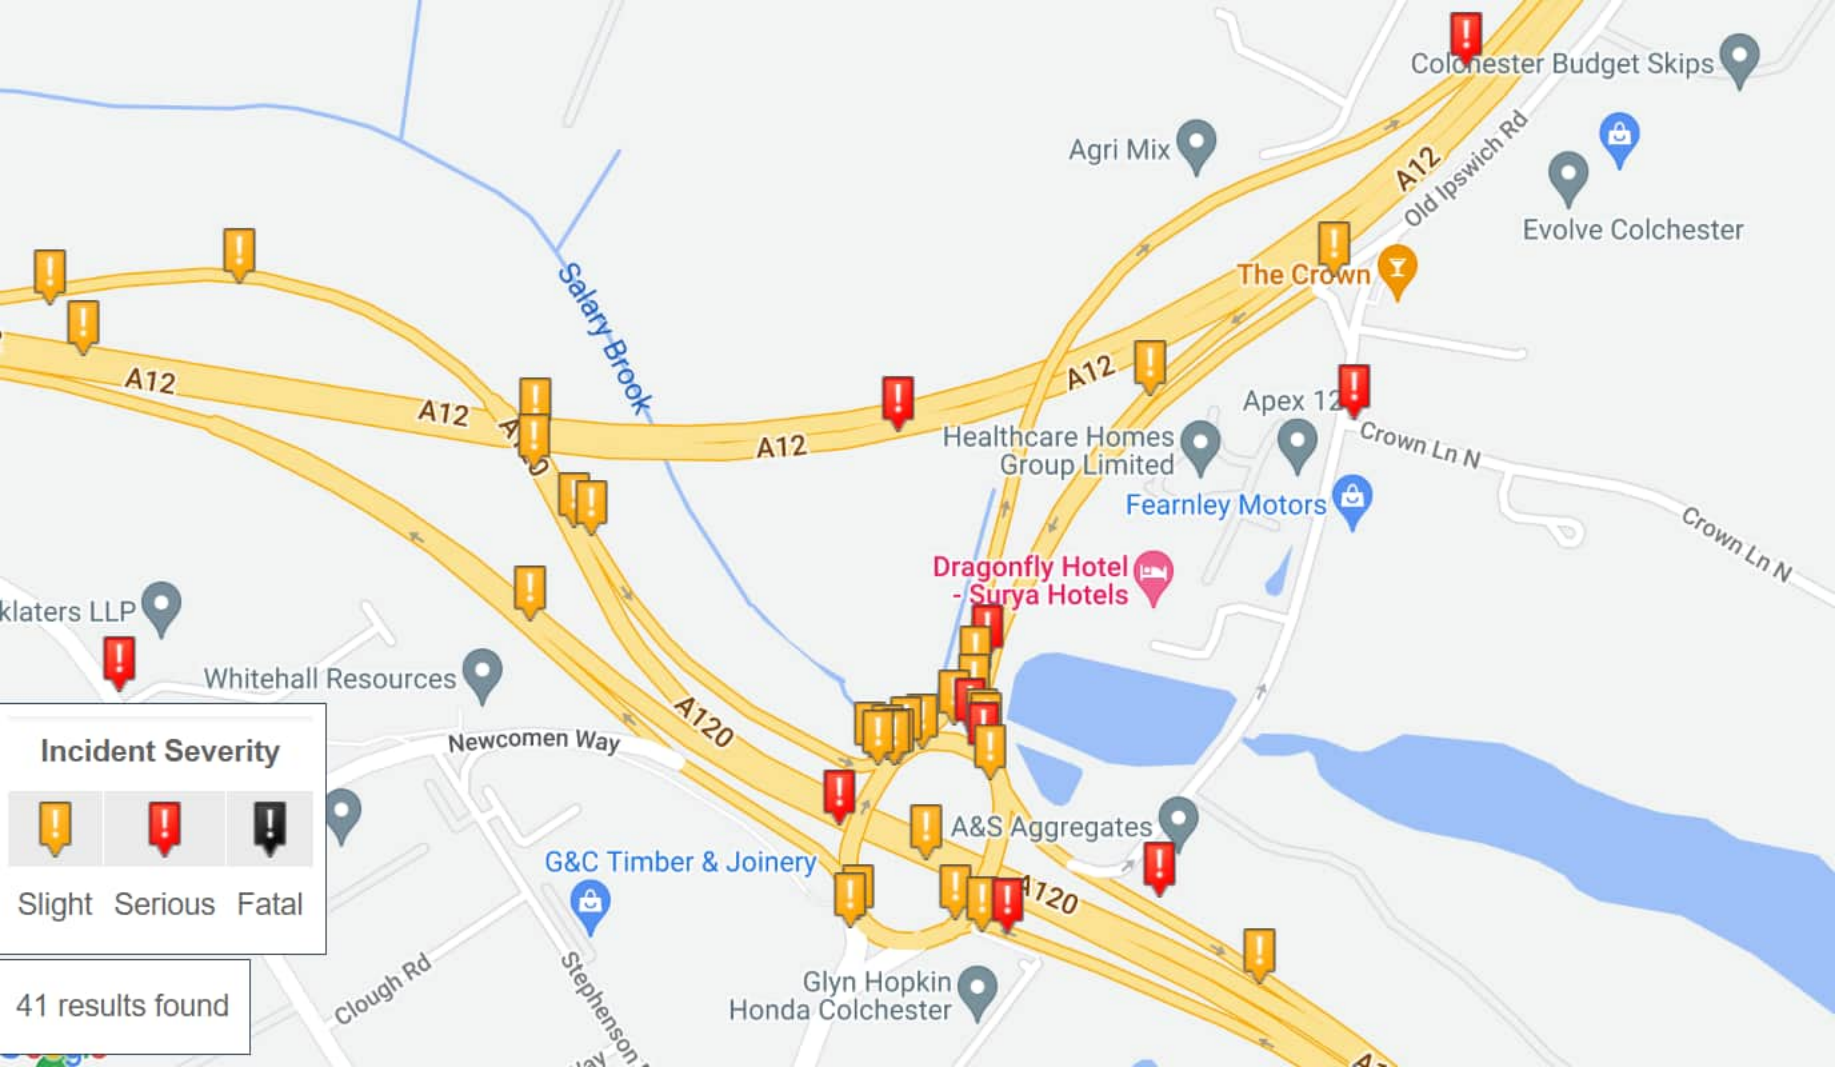 Colchester Budget Skips
Agri Mix
A12
Old Ipswich Rd
Evolve Colchester
The Crown
Salary Brook
A12
A12
A12
A12
Apex 12
Healthcare Homes
Group Limited
Crown Ln N
Fearnley Motors
Crown Ln N
Dragonfly Hotel
- Surya Hotels
klaters LLP
Whitehall Resources
A120
Newcomen Way
Incident Severity
Slight Serious Fatal
A&S Aggregates
G&C Timber & Joinery
A120
Glyn Hopkin
Honda Colchester
Clough Rd
Stephenson
41 results found